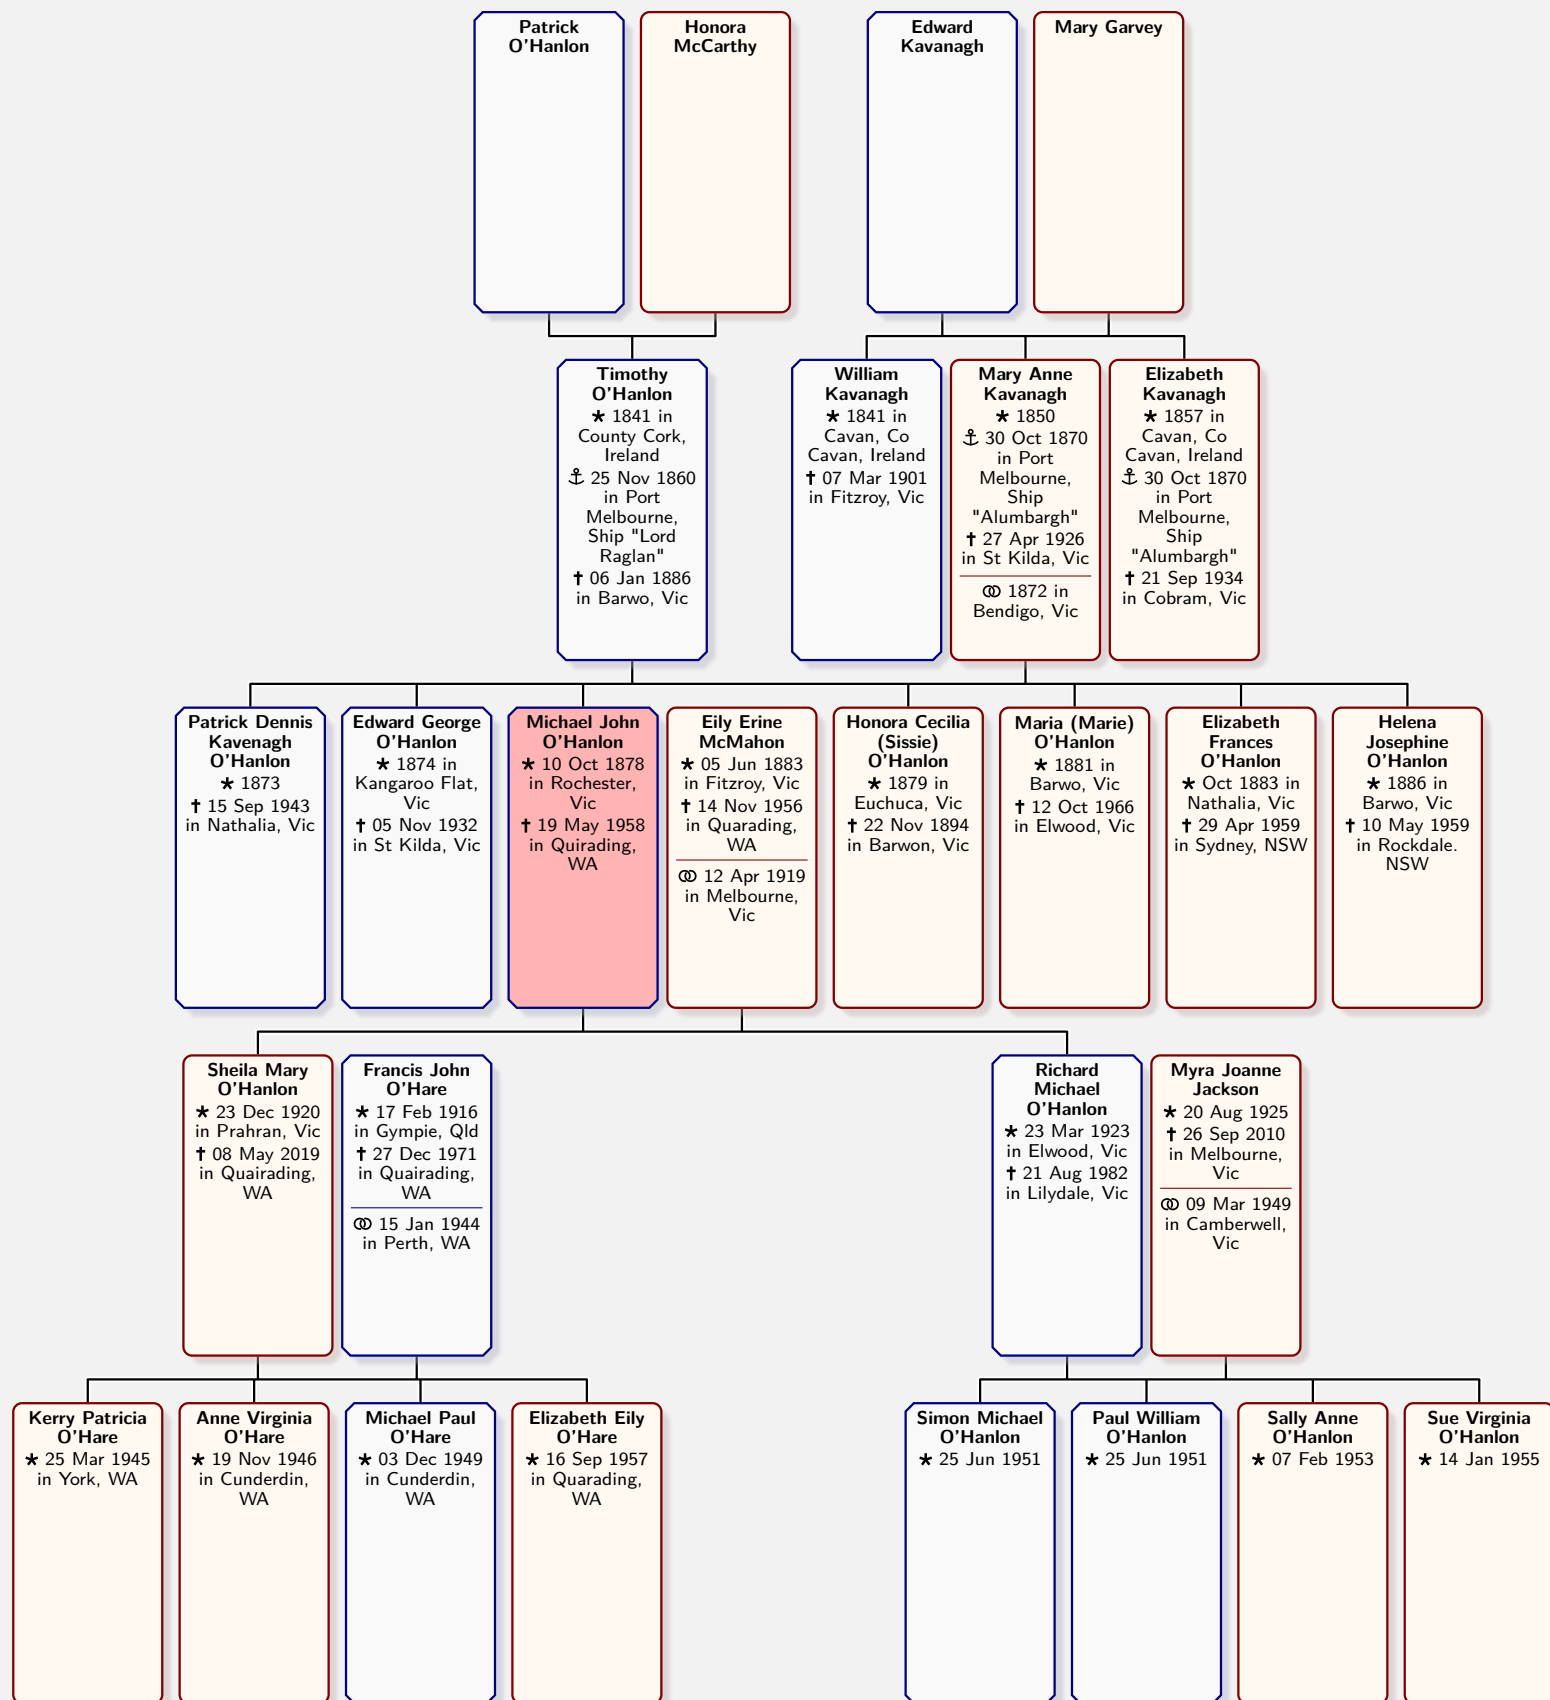 Patrick
O'Hanlon
Honora
McCarthy
Edward
Kavanagh
Mary Garvey
Timothy
O'Hanlon
★ 1841 in
County Cork,
Ireland
⚓ 25 Nov 1860
in Port
Melbourne,
Ship "Lord
Raglan"
✝ 06 Jan 1886
in Barwo, Vic
William
Kavanagh
★ 1841 in
Cavan, Co
Cavan, Ireland
✝ 07 Mar 1901
in Fitzroy, Vic
Mary Anne
Kavanagh
★ 1850
⚓ 30 Oct 1870
in Port
Melbourne,
Ship
"Alumbargh"
✝ 27 Apr 1926
in St Kilda, Vic
⚭ 1872 in
Bendigo, Vic
Elizabeth
Kavanagh
★ 1857 in
Cavan, Co
Cavan, Ireland
⚓ 30 Oct 1870
in Port
Melbourne,
Ship
"Alumbargh"
✝ 21 Sep 1934
in Cobram, Vic
Patrick Dennis
Kavenagh
O'Hanlon
★ 1873
✝ 15 Sep 1943
in Nathalia, Vic
Edward George
O'Hanlon
★ 1874 in
Kangaroo Flat,
Vic
✝ 05 Nov 1932
in St Kilda, Vic
Michael John
O'Hanlon
★ 10 Oct 1878
in Rochester,
Vic
✝ 19 May 1958
in Quirading,
WA
Eily Erine
McMahon
★ 05 Jun 1883
in Fitzroy, Vic
✝ 14 Nov 1956
in Quarading,
WA
⚭ 12 Apr 1919
in Melbourne,
Vic
Honora Cecilia
(Sissie)
O'Hanlon
★ 1879 in
Euchuca, Vic
✝ 22 Nov 1894
in Barwon, Vic
Maria (Marie)
O'Hanlon
★ 1881 in
Barwo, Vic
✝ 12 Oct 1966
in Elwood, Vic
Elizabeth
Frances
O'Hanlon
★ Oct 1883 in
Nathalia, Vic
✝ 29 Apr 1959
in Sydney, NSW
Helena
Josephine
O'Hanlon
★ 1886 in
Barwo, Vic
✝ 10 May 1959
in Rockdale.
NSW
Sheila Mary
O'Hanlon
★ 23 Dec 1920
in Prahran, Vic
✝ 08 May 2019
in Quairading,
WA
Francis John
O'Hare
★ 17 Feb 1916
in Gympie, Qld
✝ 27 Dec 1971
in Quairading,
WA
⚭ 15 Jan 1944
in Perth, WA
Richard
Michael
O'Hanlon
★ 23 Mar 1923
in Elwood, Vic
✝ 21 Aug 1982
in Lilydale, Vic
Myra Joanne
Jackson
★ 20 Aug 1925
✝ 26 Sep 2010
in Melbourne,
Vic
⚭ 09 Mar 1949
in Camberwell,
Vic
Kerry Patricia
O'Hare
★ 25 Mar 1945
in York, WA
Anne Virginia
O'Hare
★ 19 Nov 1946
in Cunderdin,
WA
Michael Paul
O'Hare
★ 03 Dec 1949
in Cunderdin,
WA
Elizabeth Eily
O'Hare
★ 16 Sep 1957
in Quarading,
WA
Simon Michael
O'Hanlon
★ 25 Jun 1951
Paul William
O'Hanlon
★ 25 Jun 1951
Sally Anne
O'Hanlon
★ 07 Feb 1953
Sue Virginia
O'Hanlon
★ 14 Jan 1955